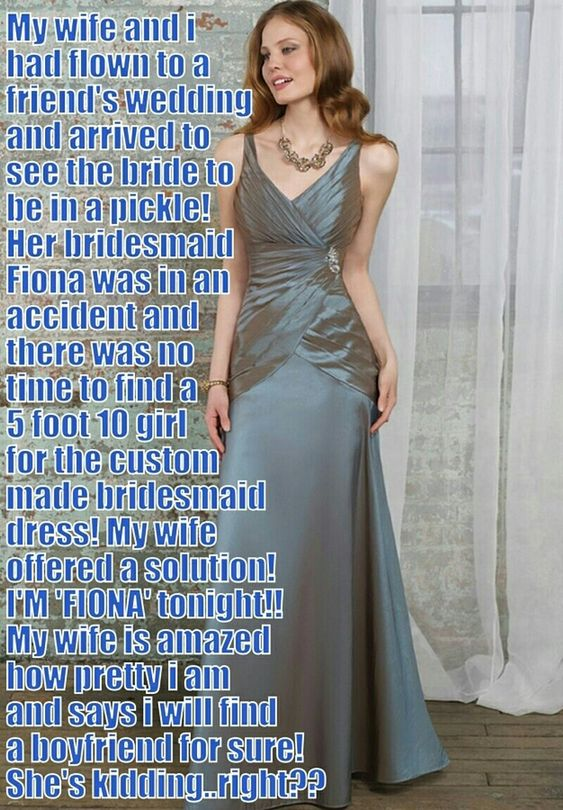 My wife and i
had flown to a
friend's wedding
and arrived to
see the bride to
be in a pickle!
Her bridesmaid
Fiona was in an
accident and
there was no
time to find a
5 foot 10 girl
for the custom
made bridesmaid
dress! My wife
offered a solution!
I'M 'FIONA' tonight!!
My wife is amazed
how pretty i am
and says i will find
a boyfriend for sure!
She's kidding..right??